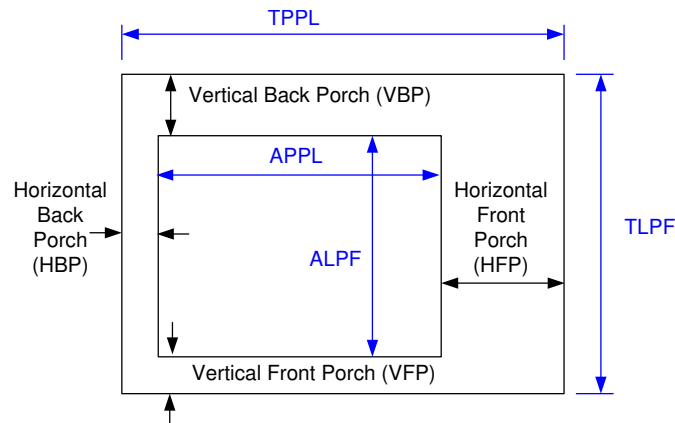 TPPL
Vertical Back Porch (VBP)
APPL
Horizontal
Back
Porch
(HBP)
Horizontal
Front
Porch
(HFP)
ALPF
TLPF
Vertical Front Porch (VFP)